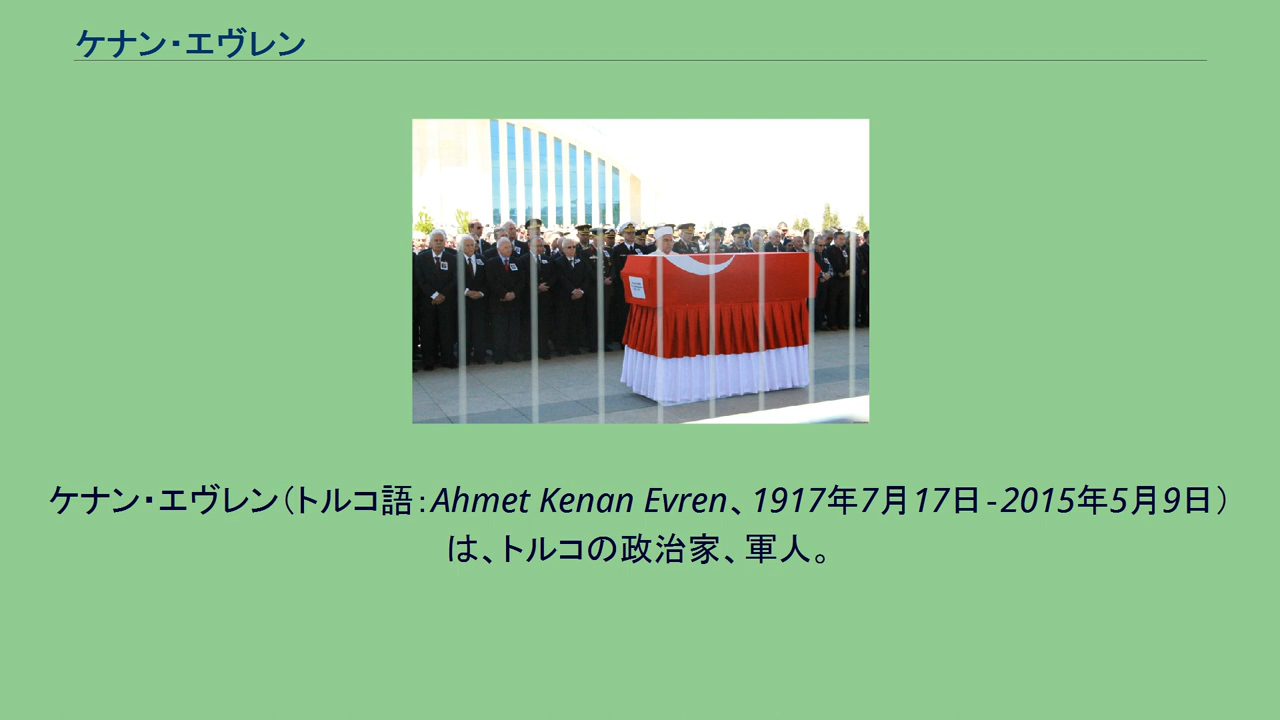 ケナン・エヴレン
ケナン・エヴレン（トルコ語：Ahmet Kenan Evren、1917年7月17日 - 2015年5月9日）
は、トルコの政治家、軍人。